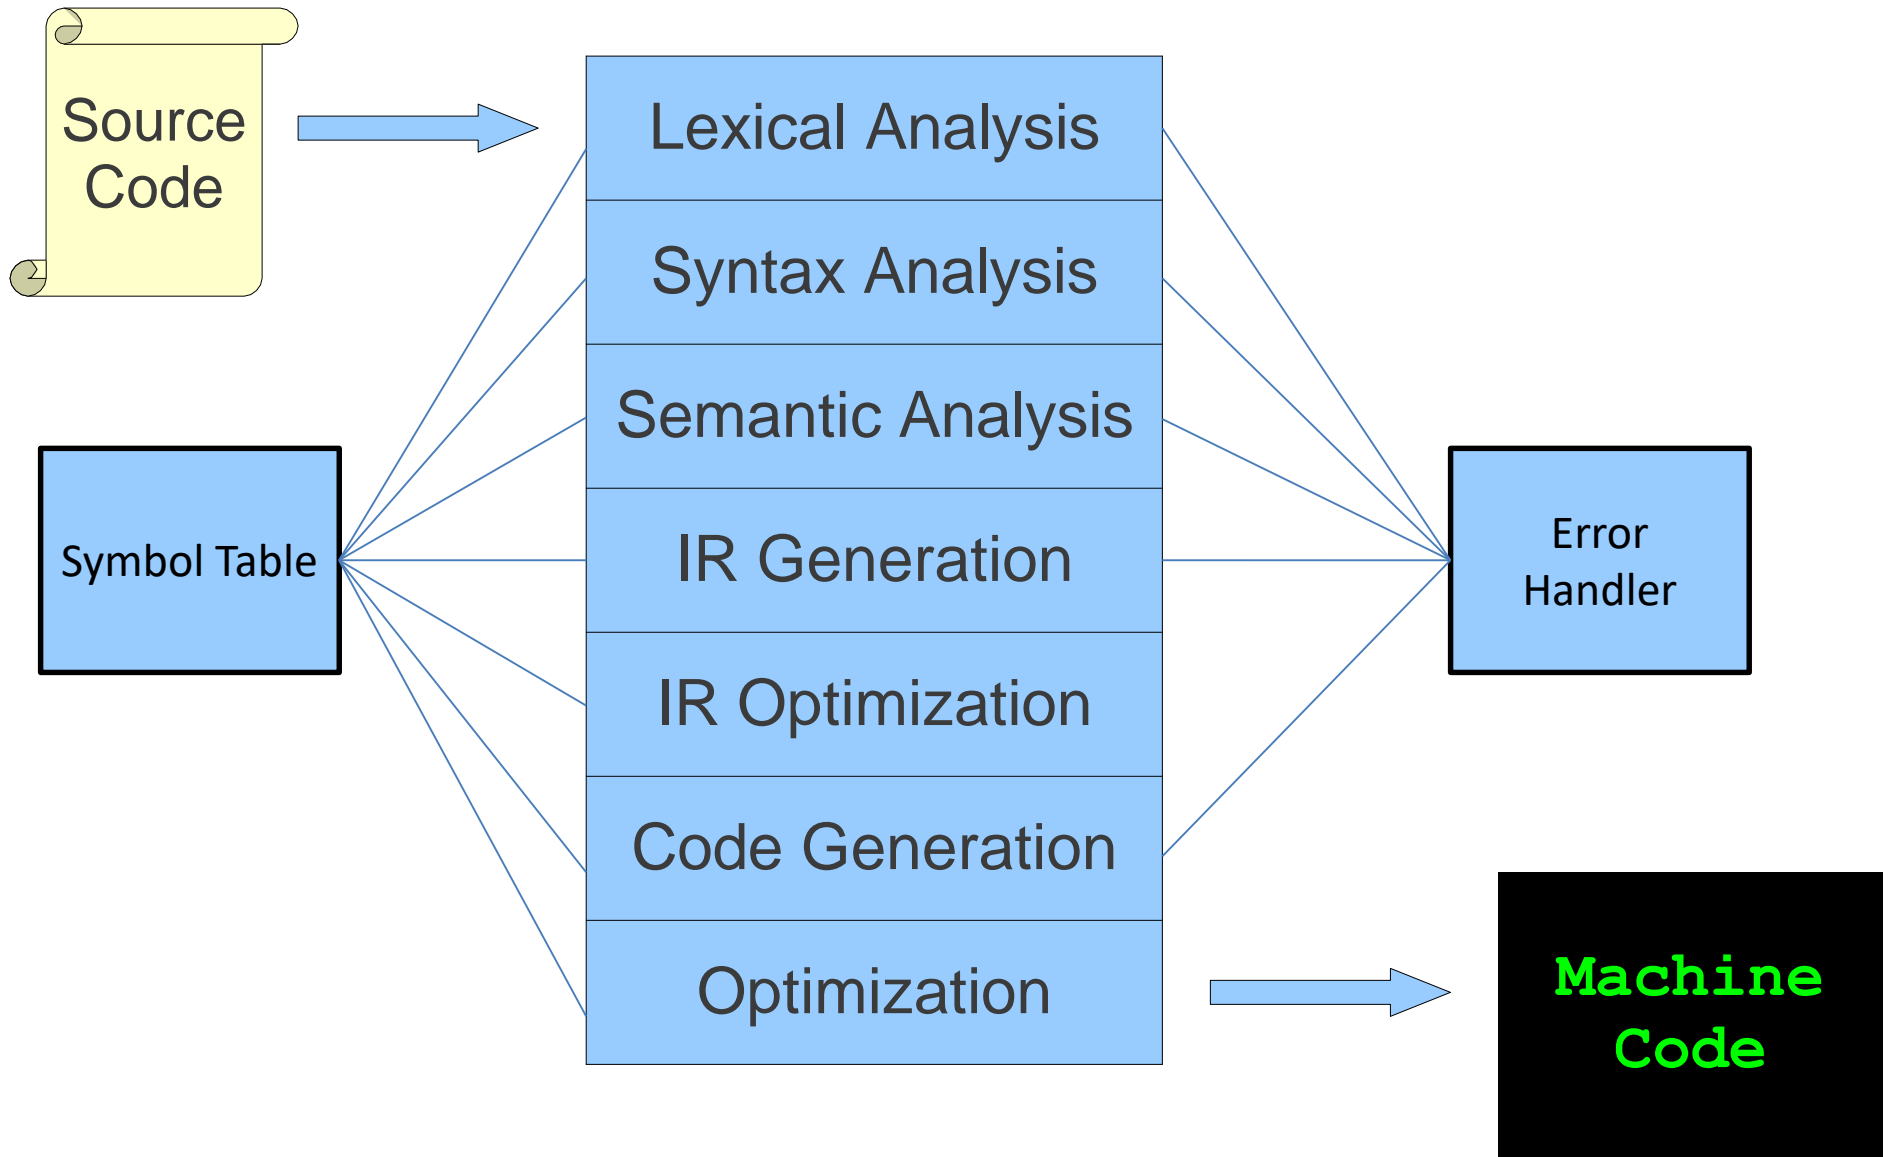 Source
Code
Lexical Analysis
Syntax Analysis
Semantic Analysis
IR Generation
IR Optimization
Code Generation
Optimization
Symbol Table
Error
Handler
Machine
Code